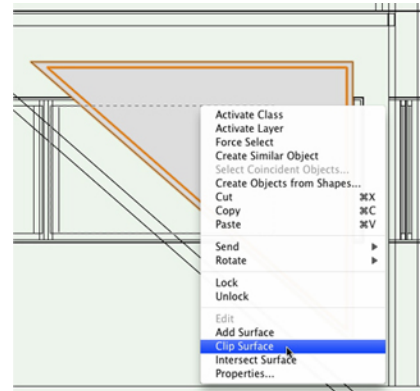 Activate Class
Activate Layer
Force Select
Create Similar Object
Select Coincident Objects...
Create Objects from Shapes...
Cut ⌘X
Copy ⌘C
Paste ⌘V
Send ▶
Rotate ▶
Lock
Unlock
Edit
Add Surface
Clip Surface
Intersect Surface
Properties...